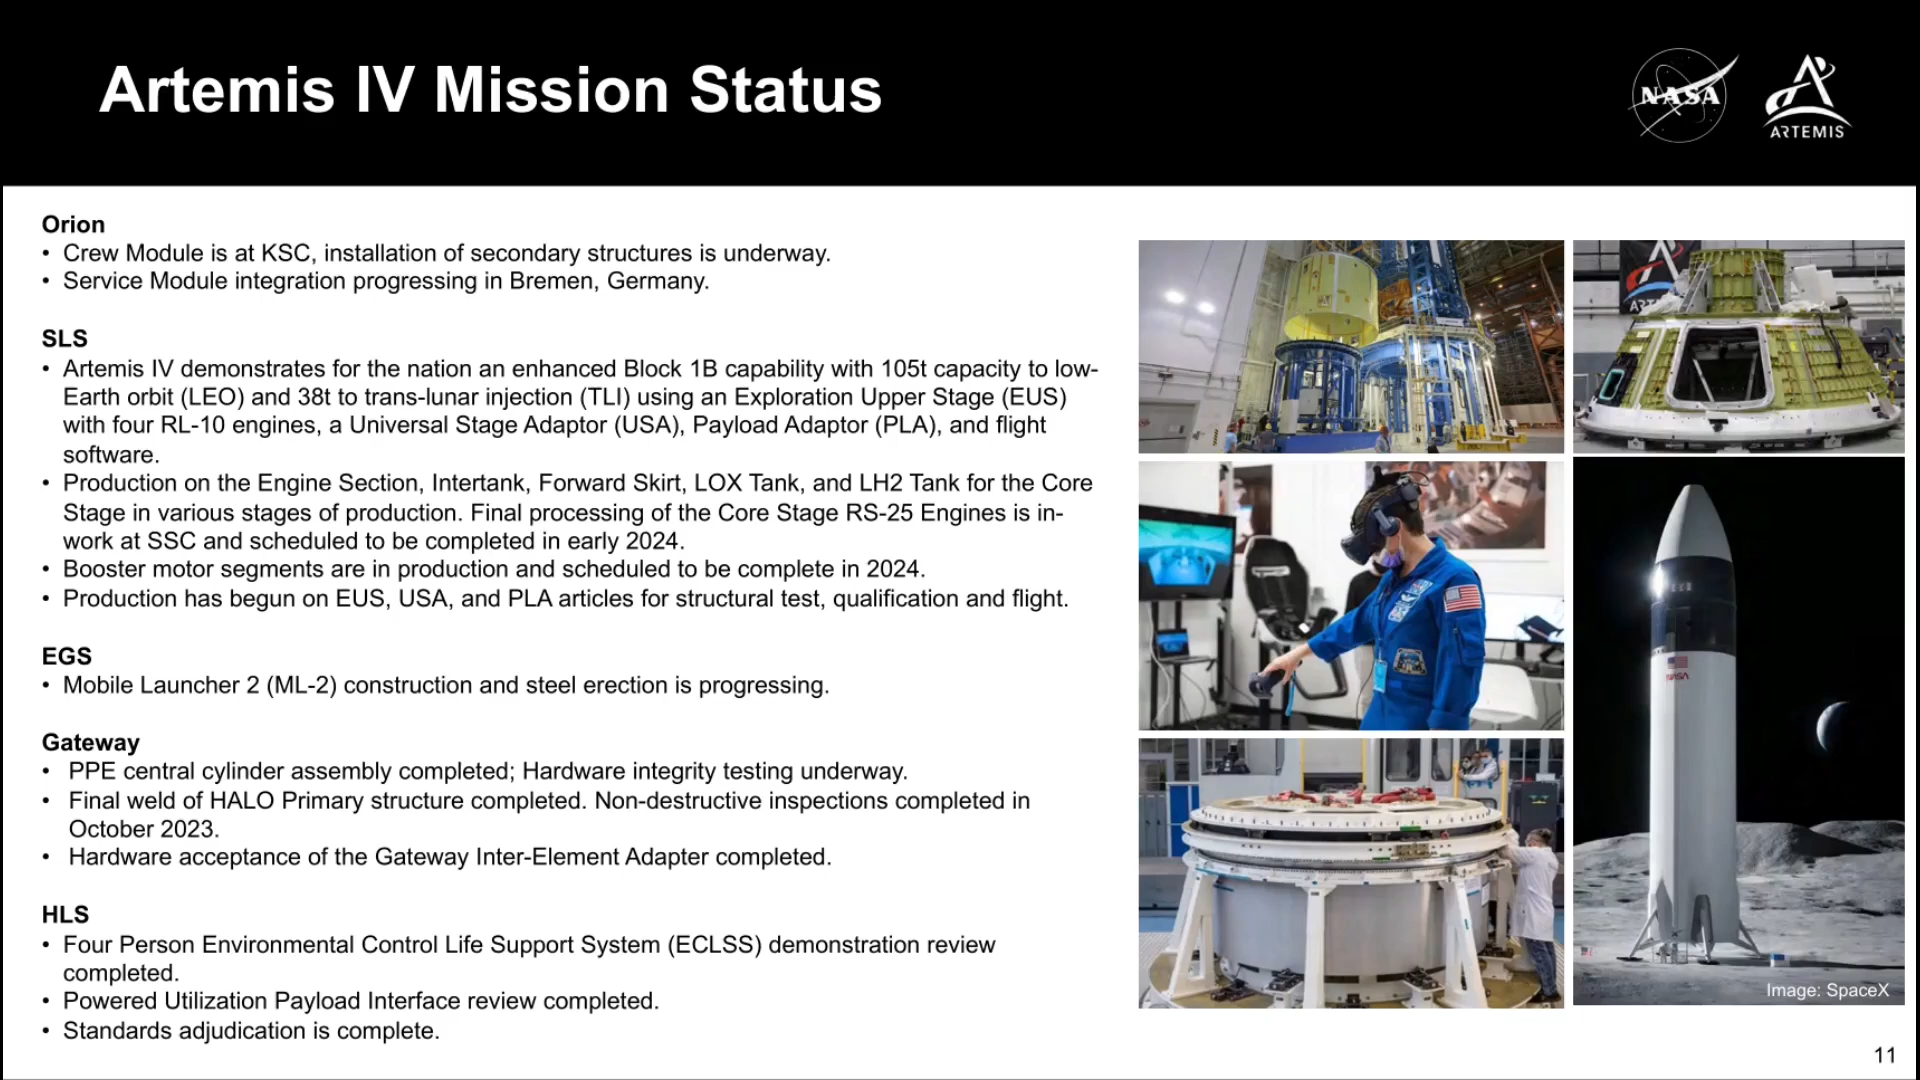 Artemis IV Mission Status
NASA
ARTEMIS
Orion
• Crew Module is at KSC, installation of secondary structures is underway.
• Service Module integration progressing in Bremen, Germany.
SLS
• Artemis IV demonstrates for the nation an enhanced Block 1B capability with 105t capacity to low-
Earth orbit (LEO) and 38t to trans-lunar injection (TLI) using an Exploration Upper Stage (EUS)
with four RL-10 engines, a Universal Stage Adaptor (USA), Payload Adaptor (PLA), and flight
software.
• Production on the Engine Section, Intertank, Forward Skirt, LOX Tank, and LH2 Tank for the Core
Stage in various stages of production. Final processing of the Core Stage RS-25 Engines is in-
work at SSC and scheduled to be completed in early 2024.
• Booster motor segments are in production and scheduled to be complete in 2024.
• Production has begun on EUS, USA, and PLA articles for structural test, qualification and flight.
EGS
• Mobile Launcher 2 (ML-2) construction and steel erection is progressing.
Gateway
• PPE central cylinder assembly completed; Hardware integrity testing underway.
• Final weld of HALO Primary structure completed. Non-destructive inspections completed in
October 2023.
• Hardware acceptance of the Gateway Inter-Element Adapter completed.
HLS
• Four Person Environmental Control Life Support System (ECLSS) demonstration review
completed.
• Powered Utilization Payload Interface review completed.
• Standards adjudication is complete.
NASA
Image: SpaceX
11